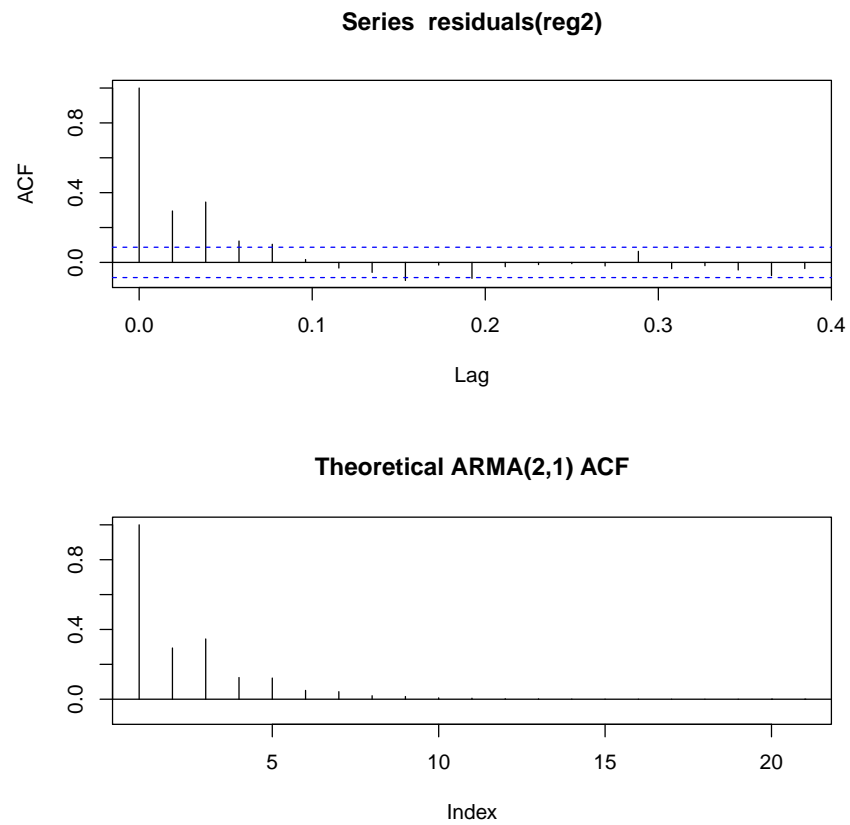 Series  residuals(reg2)
ACF
0.8
0.4
0.0
0.0 0.1 0.2 0.3 0.4
Lag
Theoretical ARMA(2,1) ACF
0.8
0.4
0.0
5 10 15 20
Index